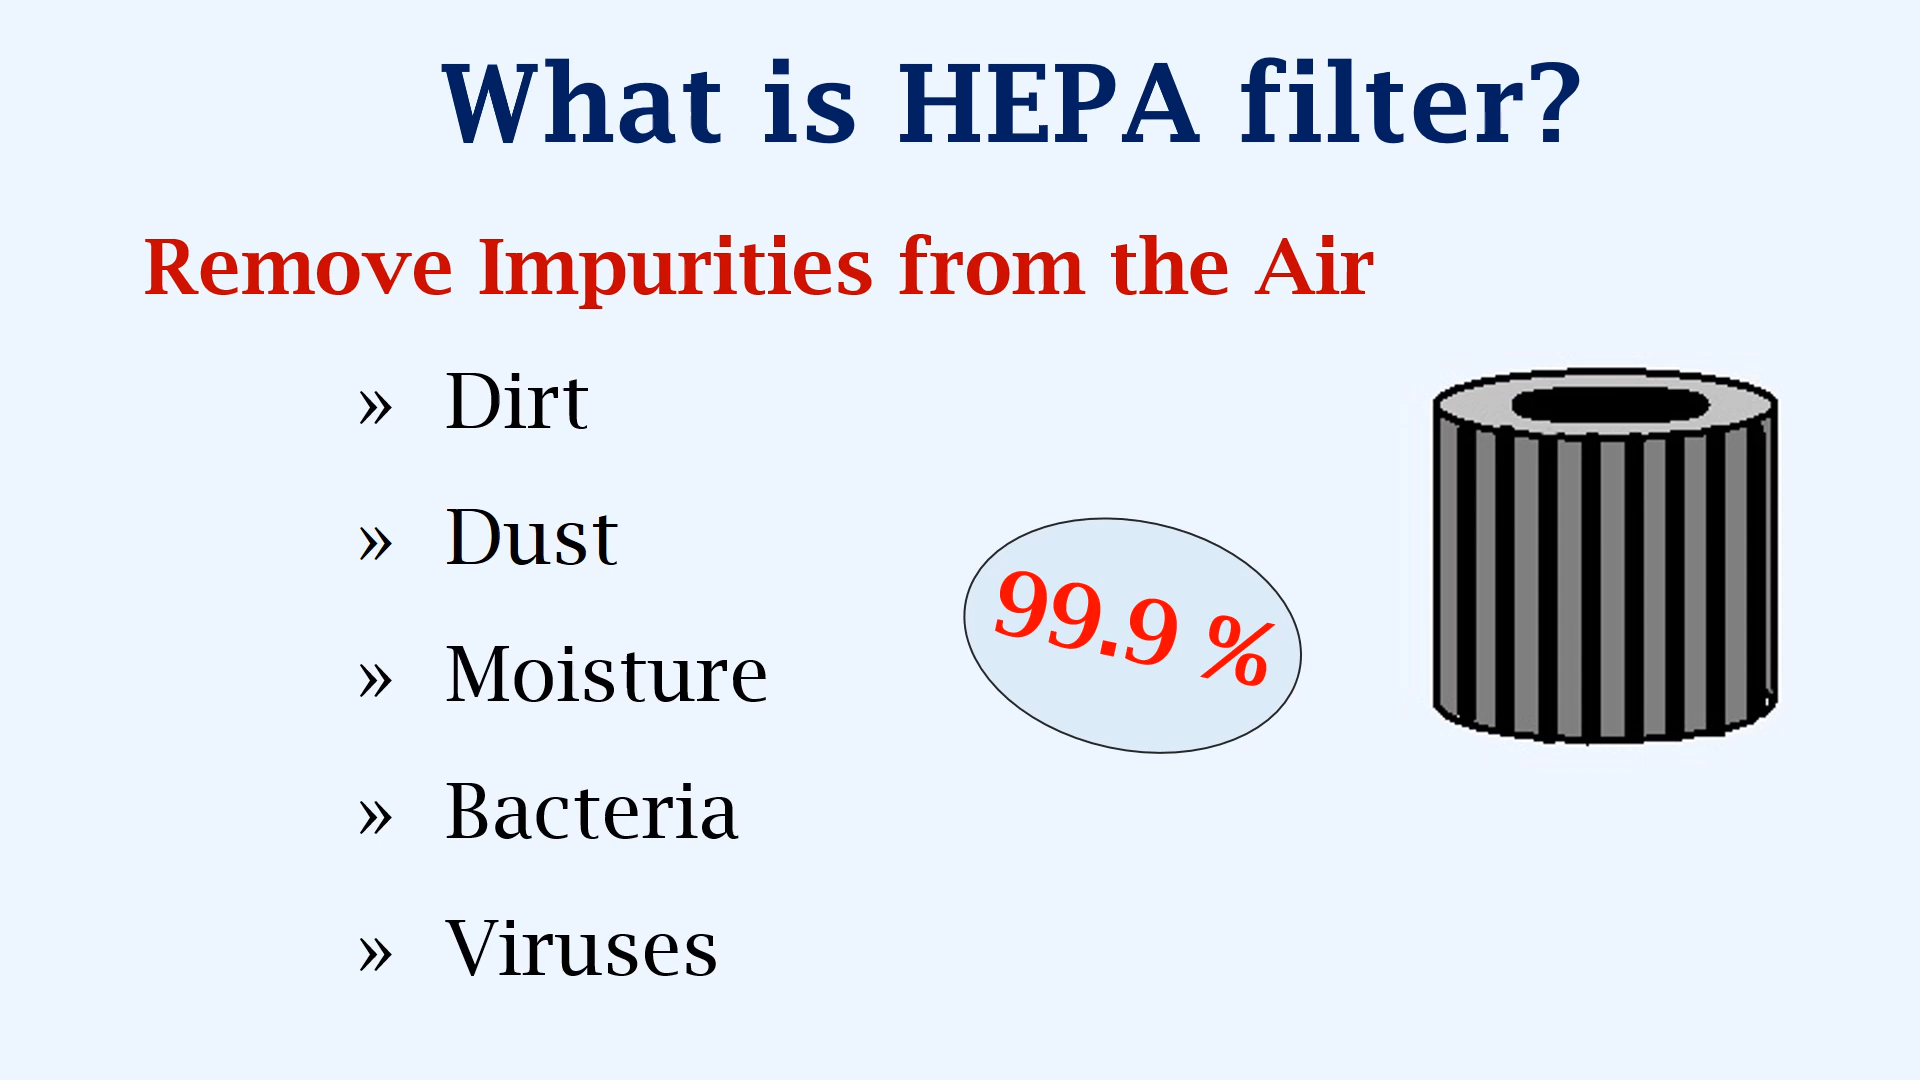 What is HEPA filter?
Remove Impurities from the Air
» Dirt
» Dust
» Moisture
» Bacteria
» Viruses
99.9 %